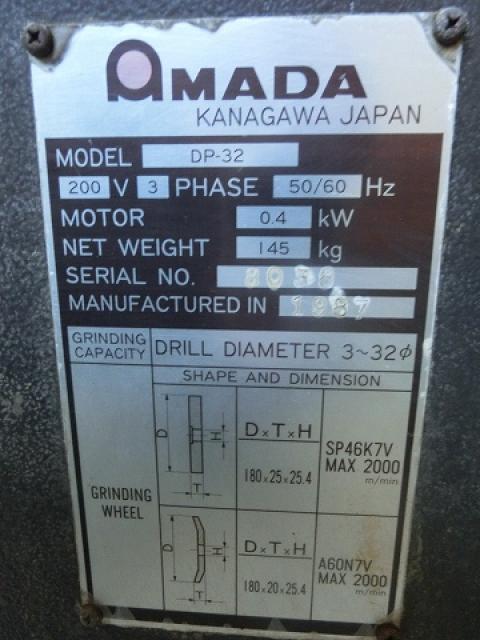 AMADA
KANAGAWA JAPAN
MODEL DP-32
200 V 3 PHASE 50/60 Hz
MOTOR 0.4 kW
NET WEIGHT 145 kg
SERIAL NO. 8036
MANUFACTURED IN 1987
GRINDING CAPACITY DRILL DIAMETER 3~32φ
SHAPE AND DIMENSION
GRINDING WHEEL
D H T
D×T×H
180×25×25.4
SP46K7V
MAX 2000
m/min
D H T
D×T×H
180×20×25.4
A60N7V
MAX 2000
m/min